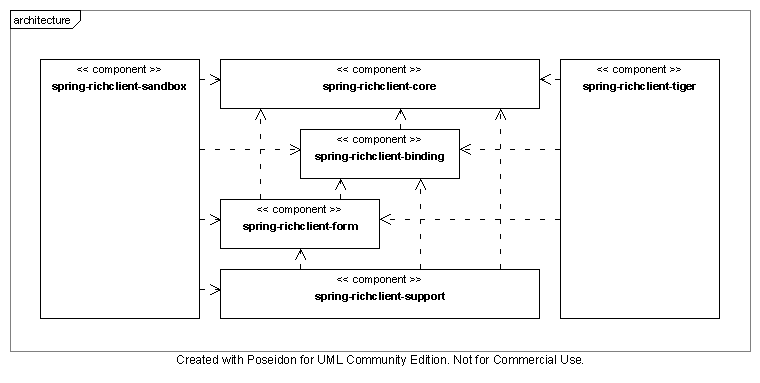 architecture
<< component >>
spring-richclient-sandbox
<< component >>
spring-richclient-core
<< component >>
spring-richclient-tiger
<< component >>
spring-richclient-binding
<< component >>
spring-richclient-form
<< component >>
spring-richclient-support
Created with Poseidon for UML Community Edition. Not for Commercial Use.